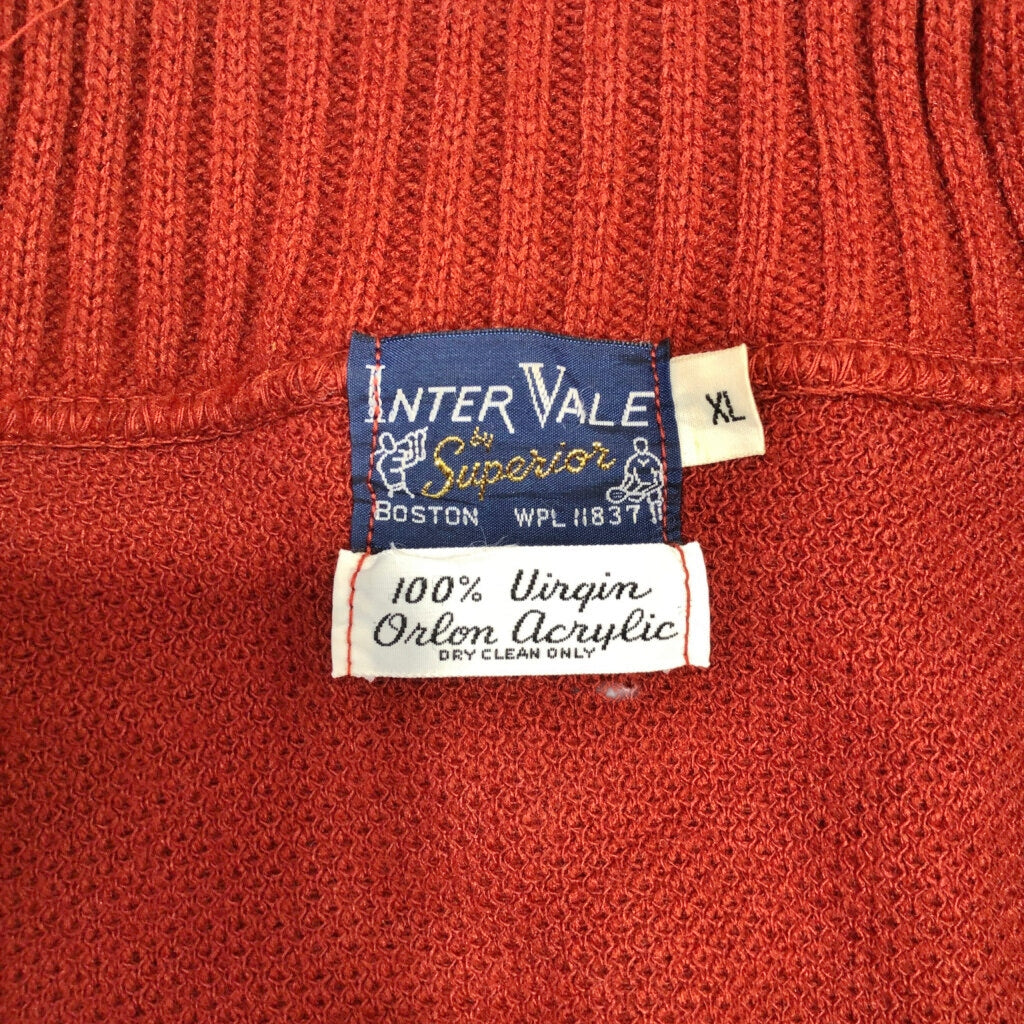 INTER VALE
XL
by
Superior
BOSTON WPL 11837
100% Virgin
Orlon Acrylic
DRY CLEAN ONLY